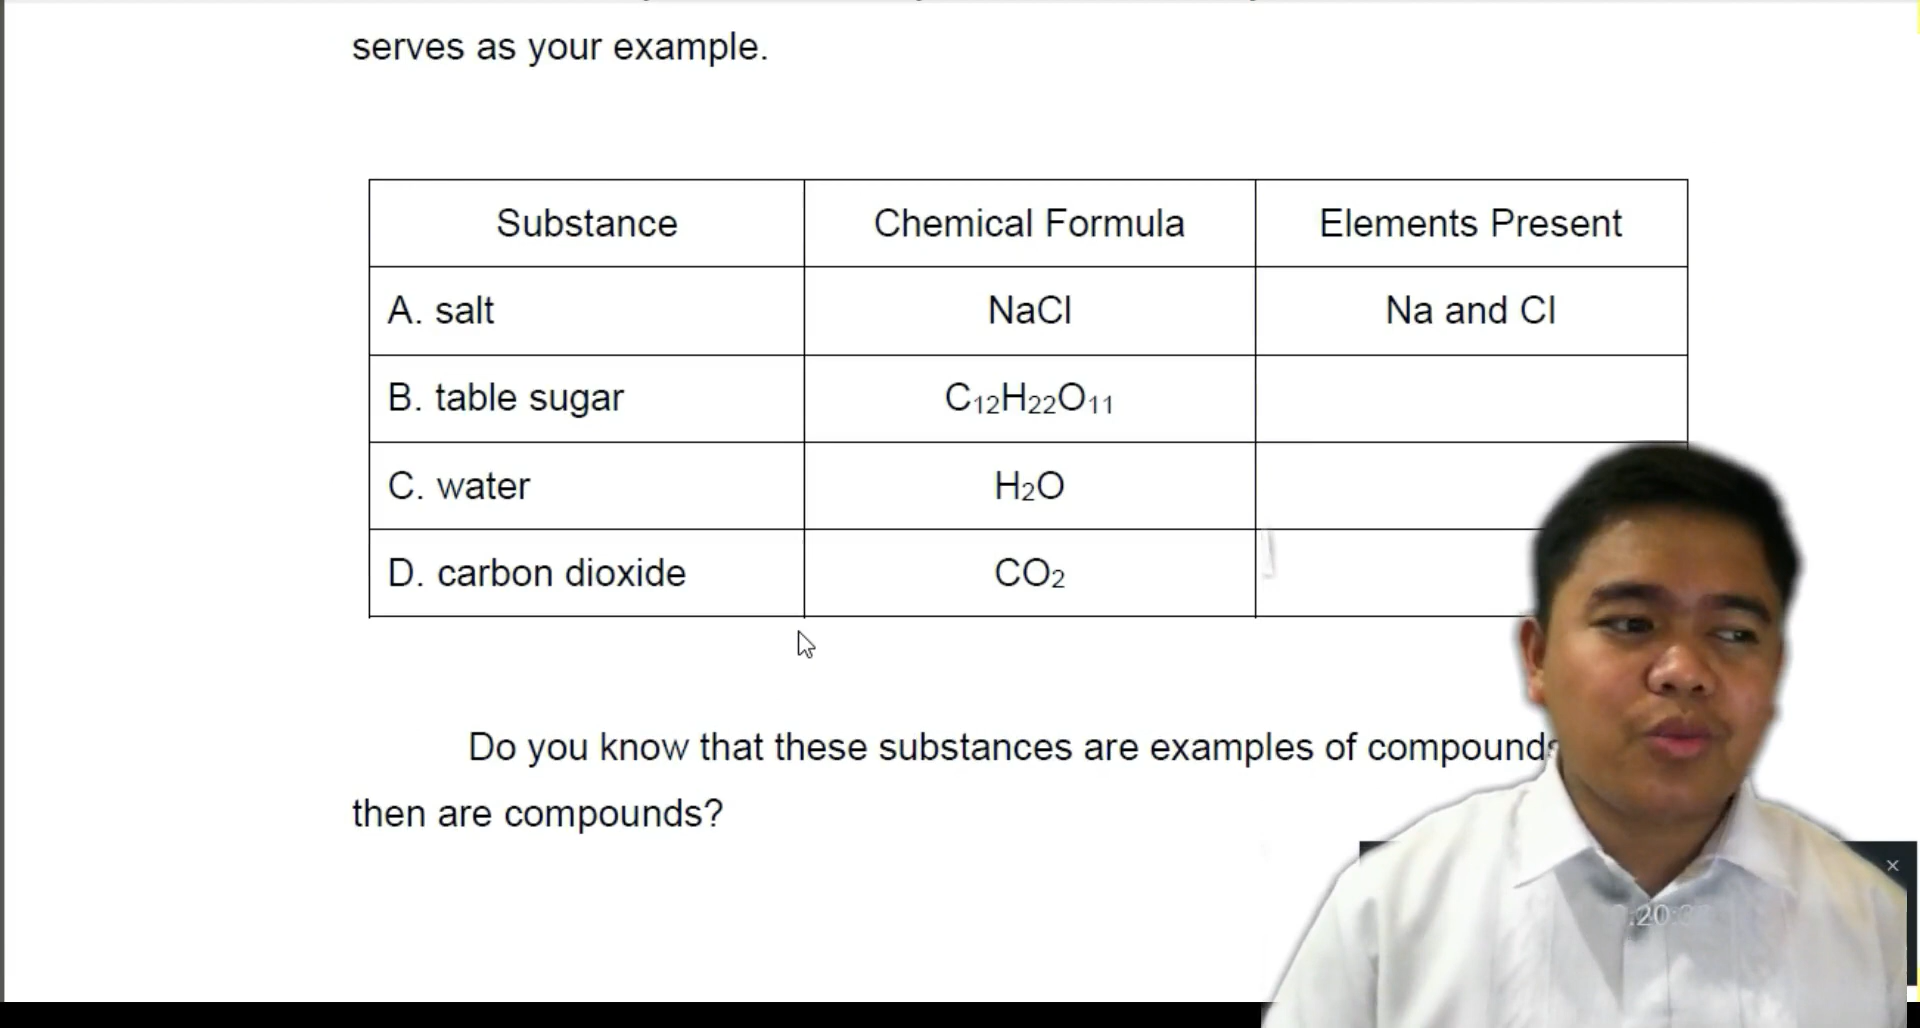 serves as your example.
Substance Chemical Formula Elements Present
A. salt NaCl Na and Cl
B. table sugar C₁₂H₂₂O₁₁
C. water H₂O
D. carbon dioxide CO₂
Do you know that these substances are examples of compounds
then are compounds?